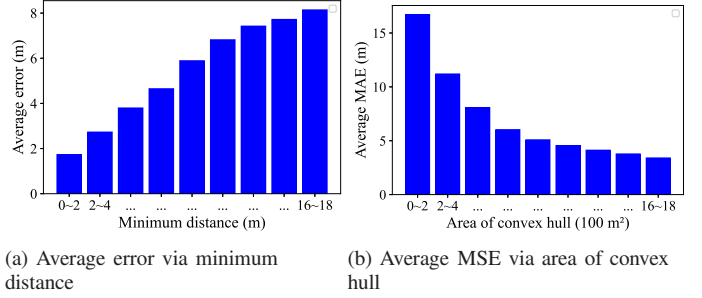 8
6
4
2
0
Average error (m)
0~2 2~4 ... ... ... ... ... ... 16~18
Minimum distance (m)
15
10
5
0
Average MAE (m)
0~2 2~4 ... ... ... ... ... ... 16~18
Area of convex hull (100 m²)
(a) Average error via minimum
distance
(b) Average MSE via area of convex
hull